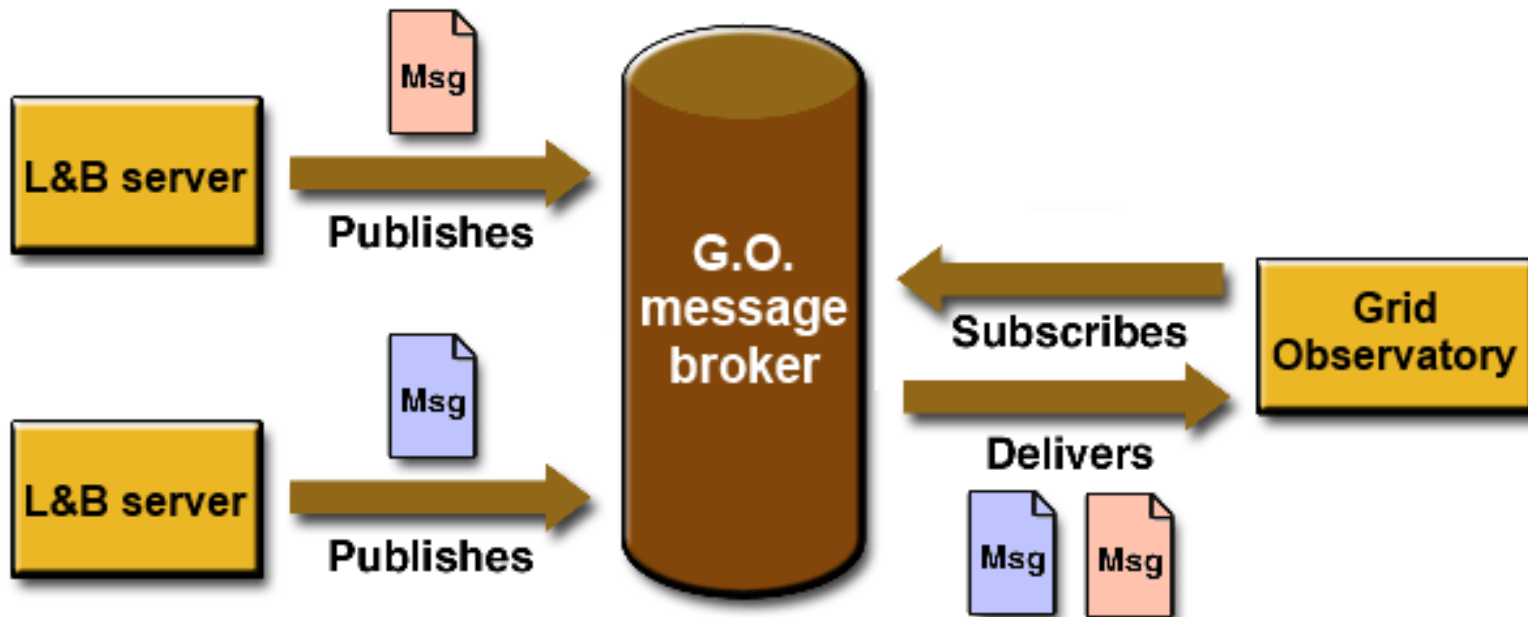 Msg
L&B server
Publishes
G.O.
message
broker
Subscribes
Grid
Observatory
Msg
L&B server
Publishes
Delivers
Msg
Msg